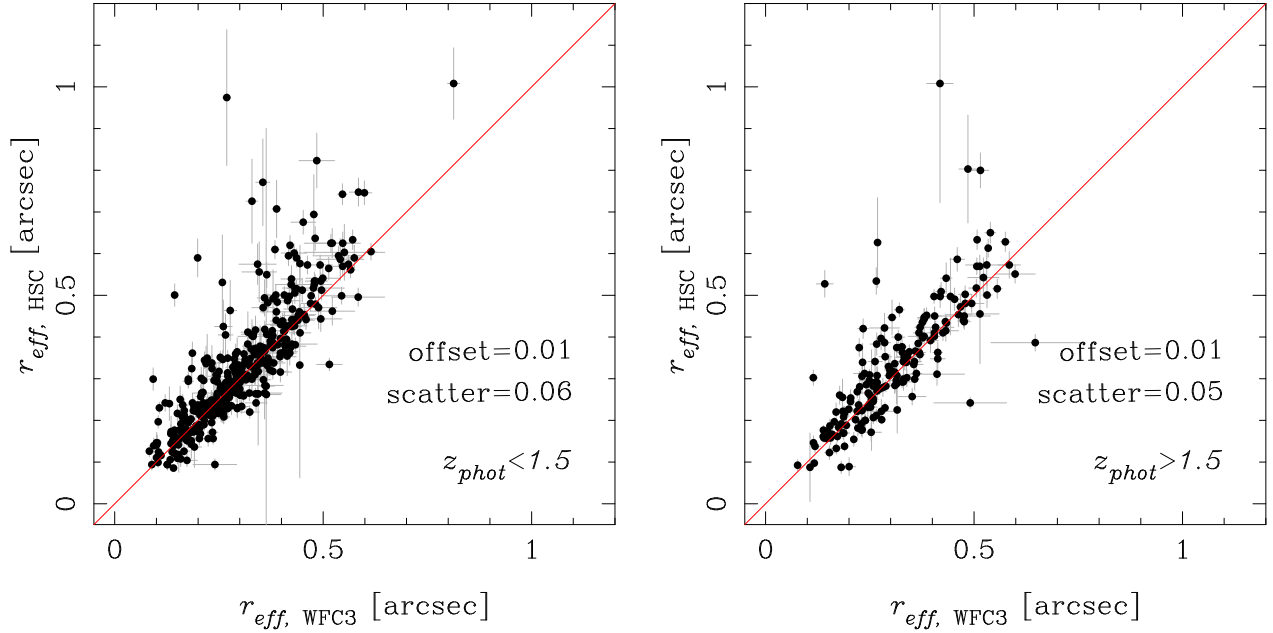 1
0.5
0
r_eff, HSC [arcsec]
offset=0.01
scatter=0.06
z_phot<1.5
0 0.5 1
r_eff, WFC3 [arcsec]
1
0.5
0
r_eff, HSC [arcsec]
offset=0.01
scatter=0.05
z_phot>1.5
0 0.5 1
r_eff, WFC3 [arcsec]